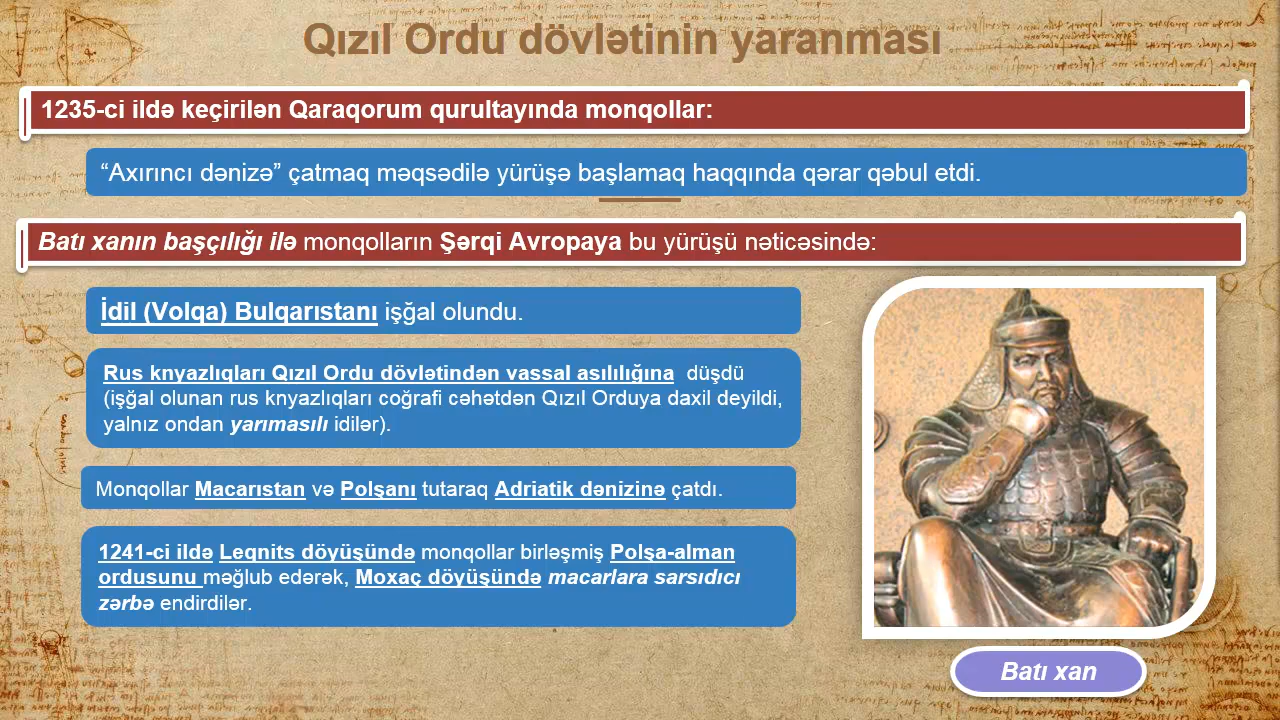 Qızıl Ordu dövlətinin yaranması
1235-ci ildə keçirilən Qaraqorum qurultayında monqollar:
“Axırıncı dənizə” çatmaq məqsədilə yürüşə başlamaq haqqında qərar qəbul etdi.
Batı xanın başçılığı ilə monqolların Şərqi Avropaya bu yürüşü nəticəsində:
İdil (Volqa) Bulqarıstanı işğal olundu.
Rus knyazlıqları Qızıl Ordu dövlətindən vassal asılılığına düşdü
(işğal olunan rus knyazlıqları coğrafi cəhətdən Qızıl Orduya daxil deyildi,
yalnız ondan yarımasılı idilər).
Monqollar Macarıstan və Polşanı tutaraq Adriatik dənizinə çatdı.
1241-ci ildə Leqnits döyüşündə monqollar birləşmiş Polşa-alman
ordusunu məğlub edərək, Moxaç döyüşündə macarlara sarsıdıcı
zərbə endirdilər.
Batı xan